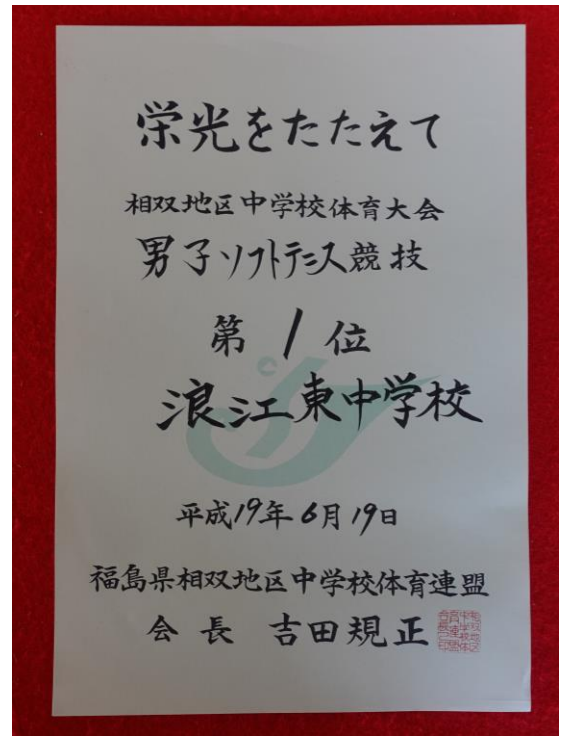 栄光をたたえて
相双地区中学校体育大会
男子ソフトテニス競技
第1位
浪江東中学校
平成19年6月19日
福島県相双地区中学校体育連盟
会長 吉田規正